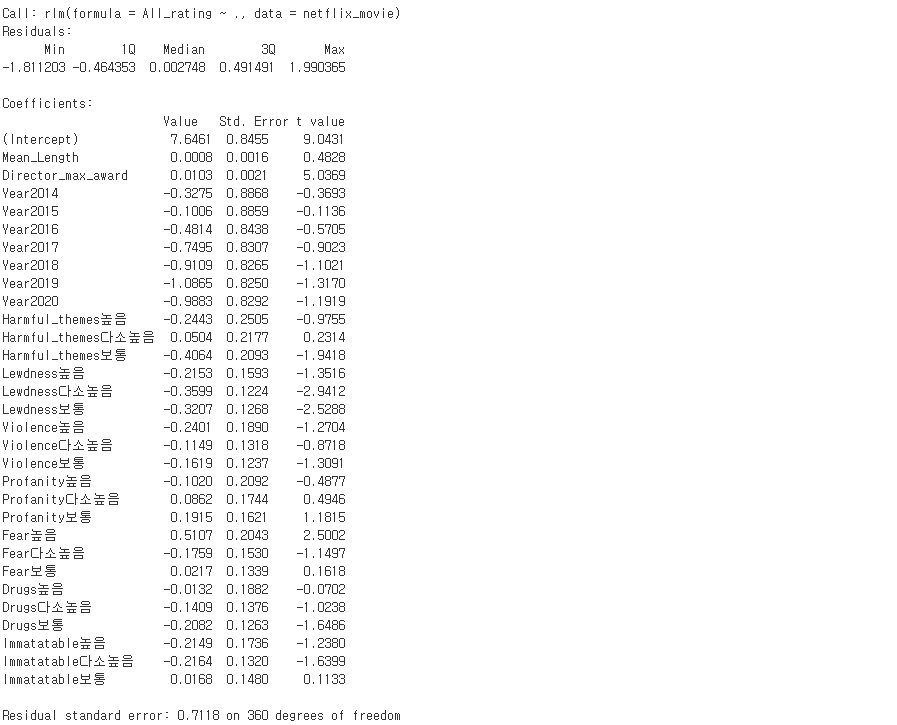 Call: rlm(formula = All_rating ~ ., data = netflix_movie)
Residuals:
Min 1Q Median 3Q Max
-1.811203 -0.464353 0.002748 0.491491 1.990365
Coefficients:
Value Std. Error t value
(Intercept) 7.6461 0.8455 9.0431
Mean_Length 0.0008 0.0016 0.4828
Director_max_award 0.0103 0.0021 5.0369
Year2014 -0.3275 0.8868 -0.3693
Year2015 -0.1006 0.8859 -0.1136
Year2016 -0.4814 0.8438 -0.5705
Year2017 -0.7495 0.8307 -0.9023
Year2018 -0.9109 0.8265 -1.1021
Year2019 -1.0865 0.8250 -1.3170
Year2020 -0.9883 0.8292 -1.1919
Harmful_themes높음 -0.2443 0.2505 -0.9755
Harmful_themes다소높음 0.0504 0.2177 0.2314
Harmful_themes보통 -0.4064 0.2093 -1.9418
Lewdness높음 -0.2153 0.1593 -1.3516
Lewdness다소높음 -0.3599 0.1224 -2.9412
Lewdness보통 -0.3207 0.1268 -2.5288
Violence높음 -0.2401 0.1890 -1.2704
Violence다소높음 -0.1149 0.1318 -0.8718
Violence보통 -0.1619 0.1237 -1.3091
Profanity높음 -0.1020 0.2092 -0.4877
Profanity다소높음 0.0862 0.1744 0.4946
Profanity보통 0.1915 0.1621 1.1815
Fear높음 0.5107 0.2043 2.5002
Fear다소높음 -0.1759 0.1530 -1.1497
Fear보통 0.0217 0.1339 0.1618
Drugs높음 -0.0132 0.1882 -0.0702
Drugs다소높음 -0.1409 0.1376 -1.0238
Drugs보통 -0.2082 0.1263 -1.6486
Immatatable높음 -0.2149 0.1736 -1.2380
Immatatable다소높음 -0.2164 0.1320 -1.6399
Immatatable보통 0.0168 0.1480 0.1133
Residual standard error: 0.7118 on 360 degrees of freedom